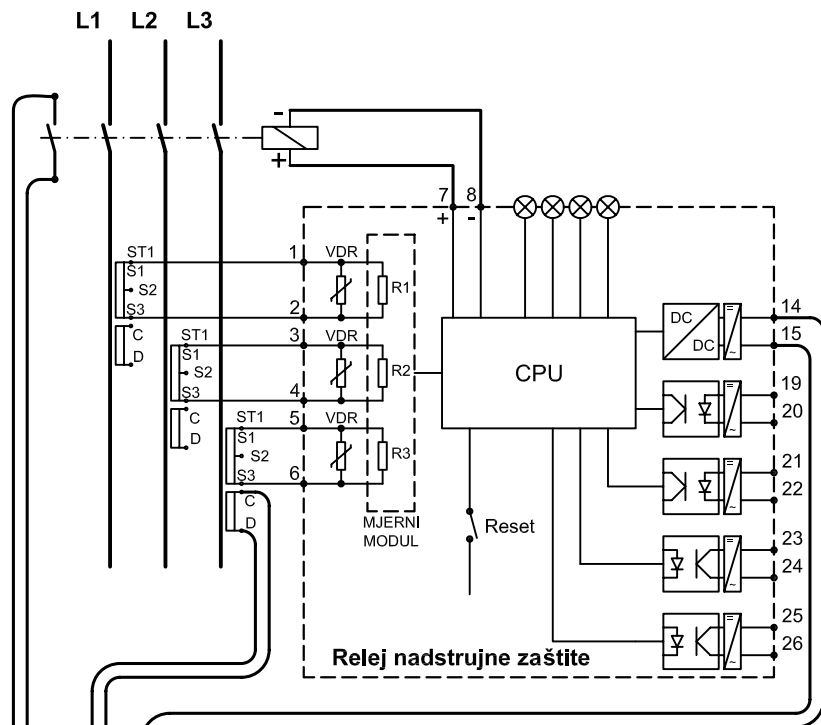 L1 L2 L3
-
+
7 8
+ -
ST1
S1
S2
S3
C
D
1
2
VDR
R1
ST1
S1
S2
S3
C
D
3
4
VDR
R2
ST1
S1
S2
S3
C
D
5
6
VDR
R3
MJERNI
MODUL
CPU
Reset
DC
DC
=
~
14
15
=
~
19
20
=
~
21
22
=
~
23
24
=
~
25
26
Relej nadstrujne zaštite